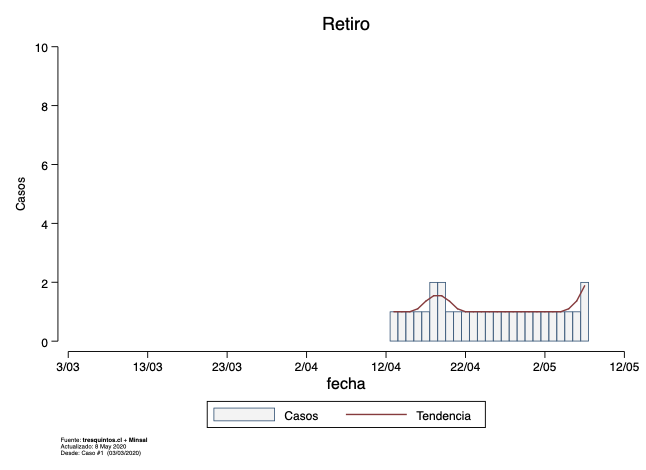 Retiro
10
8
6
4
2
0
Casos
3/03 13/03 23/03 2/04 12/04 22/04 2/05 12/05
fecha
Casos Tendencia
Fuente: tresquintos.cl + Minsal
Actualizado: 8 May 2020
Desde: Caso #1 (03/03/2020)